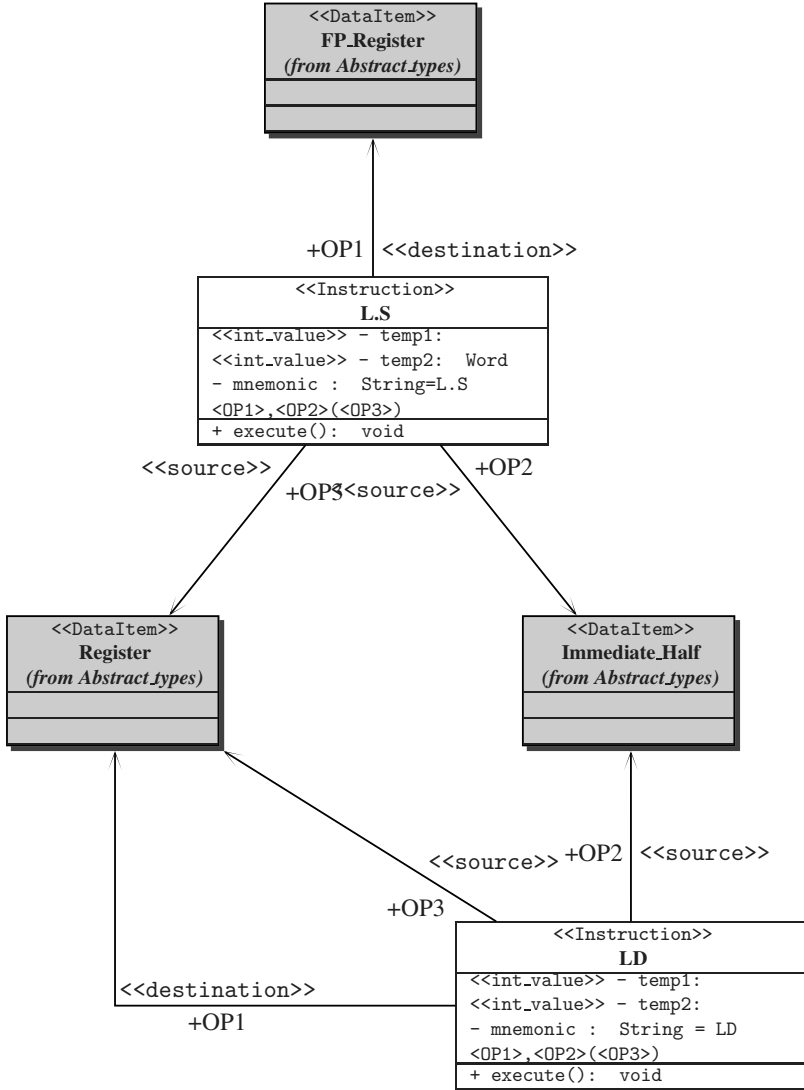 <<DataItem>>
FP_Register
(from Abstract_types)
+OP1 <<destination>>
<<Instruction>>
L.S
<<int_value>> - temp1:
<<int_value>> - temp2: Word
- mnemonic : String=L.S
<OP1>,<OP2>(<OP3>)
+ execute(): void
<<source>>
+OP3
<<source>>
+OP2
<<DataItem>>
Register
(from Abstract_types)
<<DataItem>>
Immediate_Half
(from Abstract_types)
<<source>>
+OP3
+OP2 <<source>>
<<destination>>
+OP1
<<Instruction>>
LD
<<int_value>> - temp1:
<<int_value>> - temp2:
- mnemonic : String = LD
<OP1>,<OP2>(<OP3>)
+ execute(): void